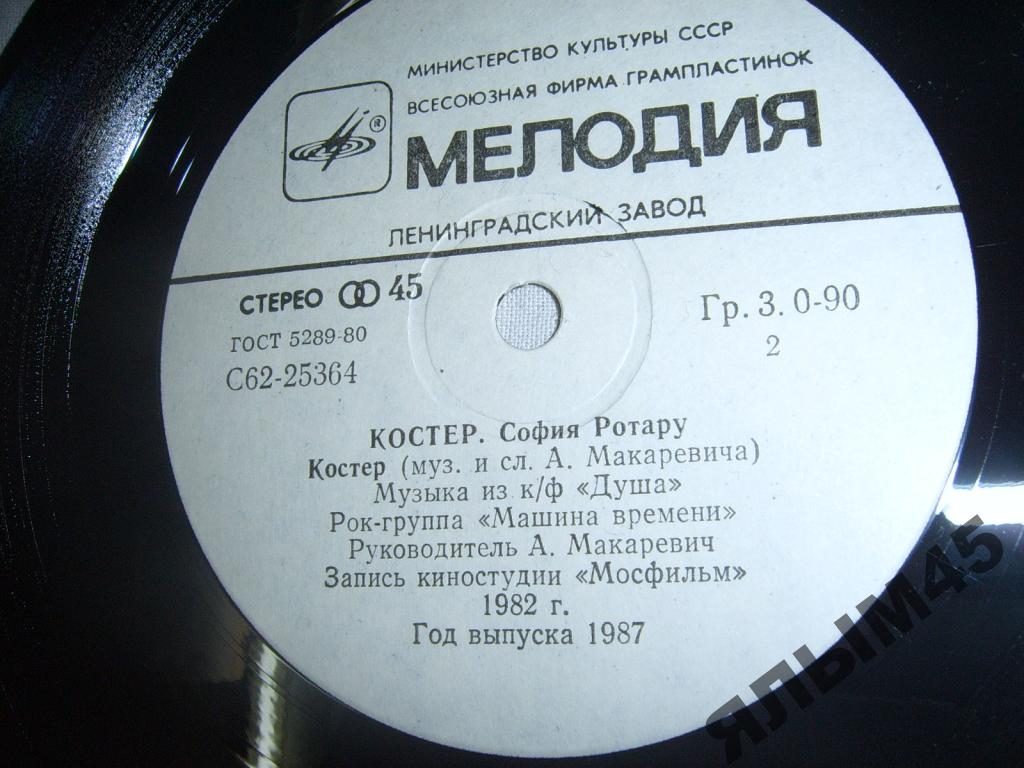 МИНИСТЕРСТВО КУЛЬТУРЫ СССР
ВСЕСОЮЗНАЯ ФИРМА ГРАМПЛАСТИНОК
®
МЕЛОДИЯ
ЛЕНИНГРАДСКИЙ ЗАВОД
СТЕРЕО 45
Гр. 3. 0-90
ГОСТ 5289-80
2
С62-25364
КОСТЕР. София Ротару
Костер (муз. и сл. А. Макаревича)
Музыка из к/ф «Душа»
Рок-группа «Машина времени»
Руководитель А. Макаревич
Запись киностудии «Мосфильм»
1982 г.
Год выпуска 1987
ЯЛЫМ45